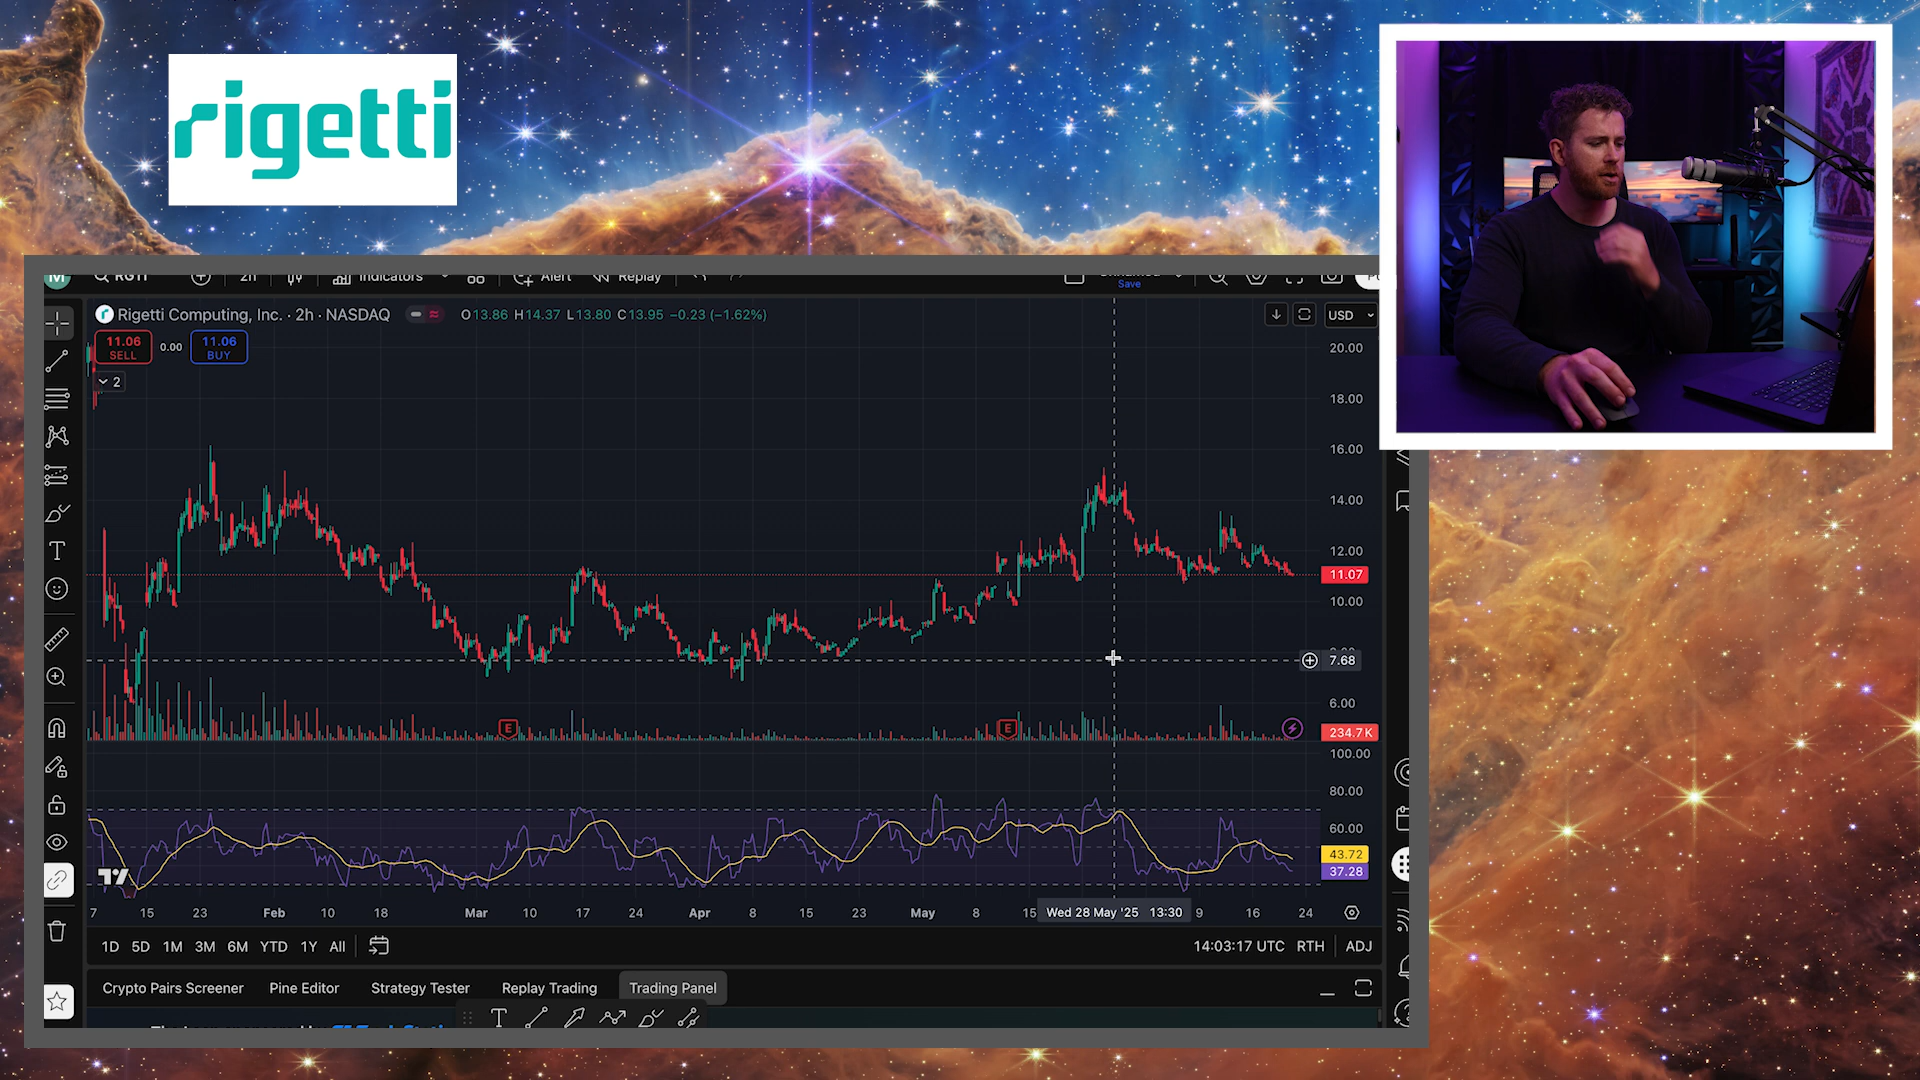 rigetti
M RGTI 2h Indicators Alert Replay
Save
Rigetti Computing, Inc. · 2h · NASDAQ O13.86 H14.37 L13.80 C13.95 −0.23 (−1.62%) USD
11.06 SELL 0.00 11.06 BUY
2
20.00
18.00
16.00
14.00
12.00
11.07
10.00
7.68
6.00
E E
234.7K
100.00
80.00
60.00
43.72
37.28
7 15 23 Feb 10 18 Mar 10 17 24 Apr 8 15 23 May 8 15 Wed 28 May '25 13:30 9 16 24
1D 5D 1M 3M 6M YTD 1Y All 14:03:17 UTC RTH ADJ
Crypto Pairs Screener Pine Editor Strategy Tester Replay Trading Trading Panel